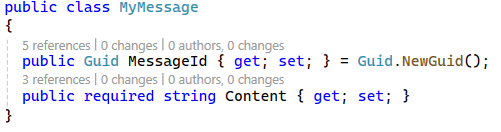 public class MyMessage
{
5 references | 0 changes | 0 authors, 0 changes
public Guid MessageId { get; set; } = Guid.NewGuid();
3 references | 0 changes | 0 authors, 0 changes
public required string Content { get; set; }
}